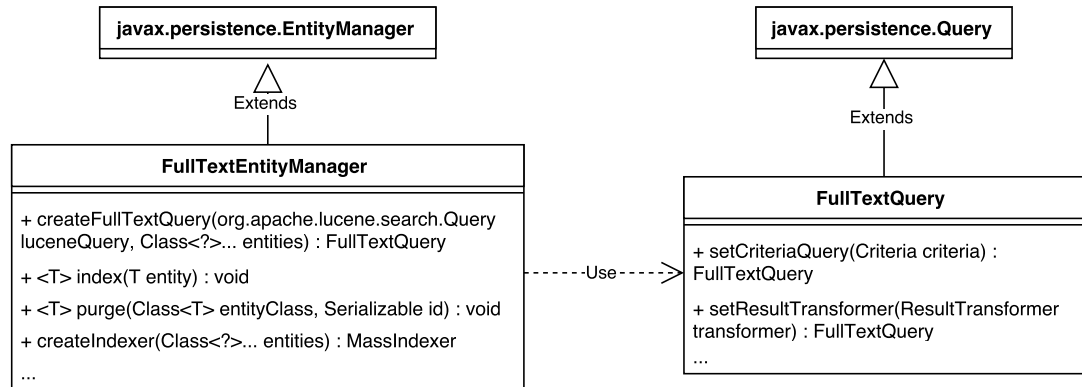 javax.persistence.EntityManager
javax.persistence.Query
Extends
Extends
FullTextEntityManager
+ createFullTextQuery(org.apache.lucene.search.Query
luceneQuery, Class<?>... entities) : FullTextQuery
+ <T> index(T entity) : void
+ <T> purge(Class<T> entityClass, Serializable id) : void
+ createIndexer(Class<?>... entities) : MassIndexer
...
Use
FullTextQuery
+ setCriteriaQuery(Criteria criteria) :
FullTextQuery
+ setResultTransformer(ResultTransformer
transformer) : FullTextQuery
...